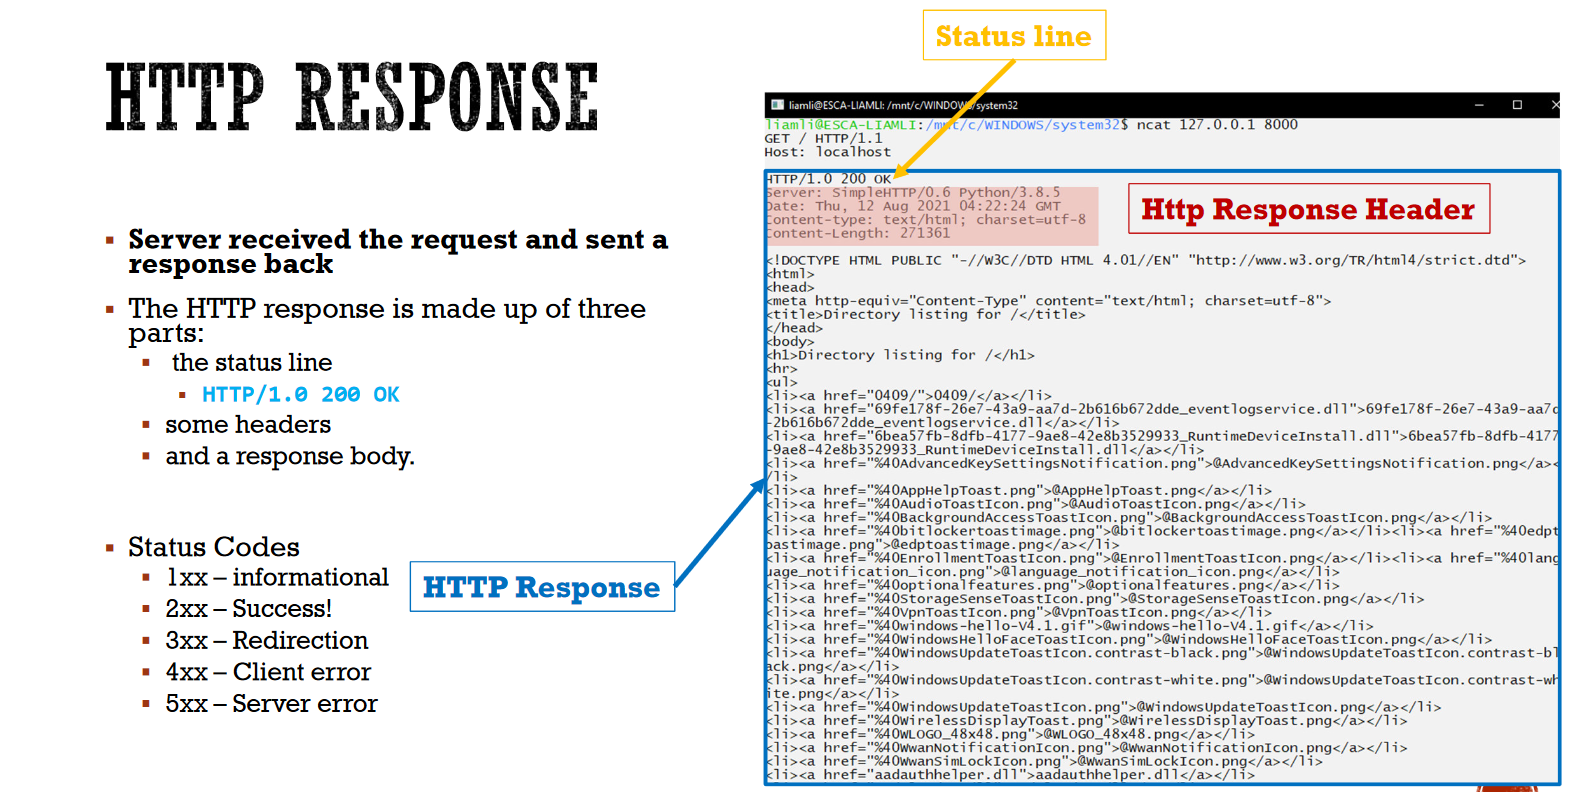 HTTP RESPONSE
▪ Server received the request and sent a
response back
▪ The HTTP response is made up of three
parts:
▪ the status line
▪ HTTP/1.0 200 OK
▪ some headers
▪ and a response body.
▪ Status Codes
▪ 1xx – informational
▪ 2xx – Success!
▪ 3xx – Redirection
▪ 4xx – Client error
▪ 5xx – Server error
HTTP Response
Status line
liamli@ESCA-LIAMLI: /mnt/c/WINDOWS/system32
liamli@ESCA-LIAMLI:/mnt/c/WINDOWS/system32$ ncat 127.0.0.1 8000
GET / HTTP/1.1
Host: localhost
HTTP/1.0 200 OK
Server: SimpleHTTP/0.6 Python/3.8.5
Date: Thu, 12 Aug 2021 04:22:24 GMT
Content-type: text/html; charset=utf-8
Content-Length: 271361
Http Response Header
<!DOCTYPE HTML PUBLIC "-//W3C//DTD HTML 4.01//EN" "http://www.w3.org/TR/html4/strict.dtd">
<html>
<head>
<meta http-equiv="Content-Type" content="text/html; charset=utf-8">
<title>Directory listing for /</title>
</head>
<body>
<h1>Directory listing for /</h1>
<hr>
<ul>
<li><a href="0409/">0409/</a></li>
<li><a href="69fe178f-26e7-43a9-aa7d-2b616b672dde_eventlogservice.dll">69fe178f-26e7-43a9-aa7d
-2b616b672dde_eventlogservice.dll</a></li>
<li><a href="6bea57fb-8dfb-4177-9ae8-42e8b3529933_RuntimeDeviceInstall.dll">6bea57fb-8dfb-4177
-9ae8-42e8b3529933_RuntimeDeviceInstall.dll</a></li>
<li><a href="%40AdvancedKeySettingsNotification.png">@AdvancedKeySettingsNotification.png</a><
/li>
<li><a href="%40AppHelpToast.png">@AppHelpToast.png</a></li>
<li><a href="%40AudioToastIcon.png">@AudioToastIcon.png</a></li>
<li><a href="%40BackgroundAccessToastIcon.png">@BackgroundAccessToastIcon.png</a></li>
<li><a href="%40bitlockertoastimage.png">@bitlockertoastimage.png</a></li><li><a href="%40edpt
oastimage.png">@edptoastimage.png</a></li>
<li><a href="%40EnrollmentToastIcon.png">@EnrollmentToastIcon.png</a></li><li><a href="%40lang
uage_notification_icon.png">@language_notification_icon.png</a></li>
<li><a href="%40optionalfeatures.png">@optionalfeatures.png</a></li>
<li><a href="%40StorageSenseToastIcon.png">@StorageSenseToastIcon.png</a></li>
<li><a href="%40VpnToastIcon.png">@VpnToastIcon.png</a></li>
<li><a href="%40windows-hello-V4.1.gif">@windows-hello-V4.1.gif</a></li>
<li><a href="%40WindowsHelloFaceToastIcon.png">@WindowsHelloFaceToastIcon.png</a></li>
<li><a href="%40WindowsUpdateToastIcon.contrast-black.png">@WindowsUpdateToastIcon.contrast-bl
ack.png</a></li>
<li><a href="%40WindowsUpdateToastIcon.contrast-white.png">@WindowsUpdateToastIcon.contrast-wh
ite.png</a></li>
<li><a href="%40WindowsUpdateToastIcon.png">@WindowsUpdateToastIcon.png</a></li>
<li><a href="%40WirelessDisplayToast.png">@WirelessDisplayToast.png</a></li>
<li><a href="%40WLOGO_48x48.png">@WLOGO_48x48.png</a></li>
<li><a href="%40WwanNotificationIcon.png">@WwanNotificationIcon.png</a></li>
<li><a href="%40WwanSimLockIcon.png">@WwanSimLockIcon.png</a></li>
<li><a href="aadauthhelper.dll">aadauthhelper.dll</a></li>